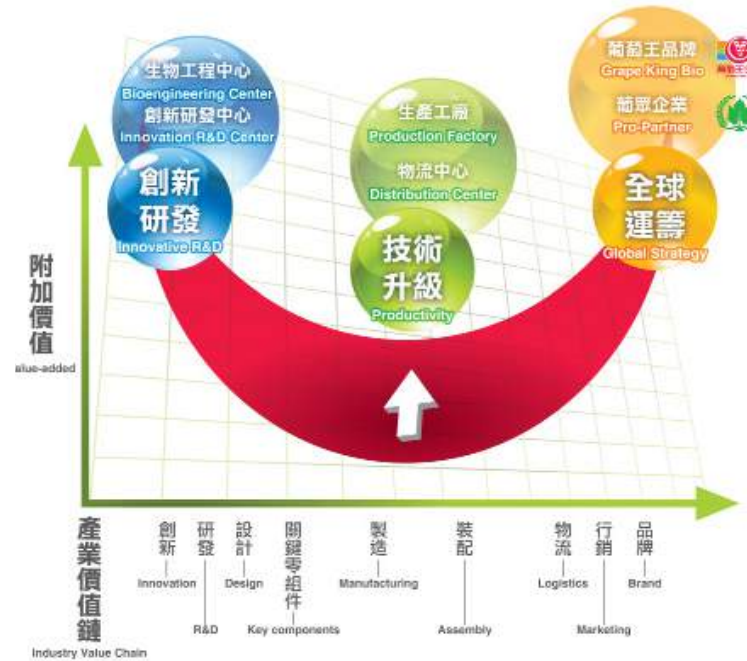 生物工程中心
Bioengineering Center
創新研發中心
Innovation R&D Center
創新
研發
Innovative R&D
生產工廠
Production Factory
物流中心
Distribution Center
技術
升級
Productivity
葡萄王品牌
Grape King Bio
葡眾企業
Pro-Partner
全球
運籌
Global Strategy
附加價值
alue-added
產業價值鏈
Industry Value Chain
創新
Innovation
研發
R&D
設計
Design
關鍵零組件
Key components
製造
Manufacturing
裝配
Assembly
物流
Logistics
行銷
Marketing
品牌
Brand